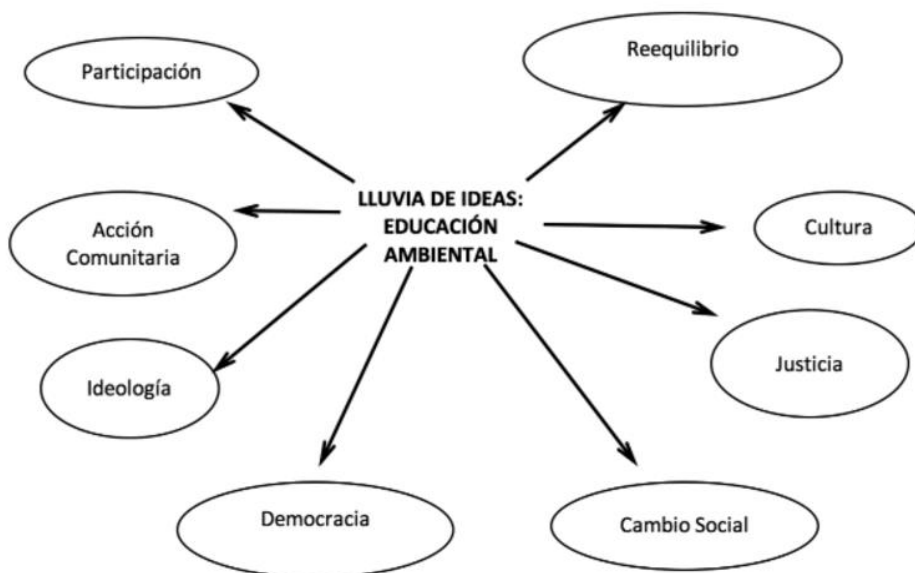 Participación
Reequilibrio
LLUVIA DE IDEAS:
EDUCACIÓN
AMBIENTAL
Acción
Comunitaria
Cultura
Ideología
Justicia
Democracia
Cambio Social